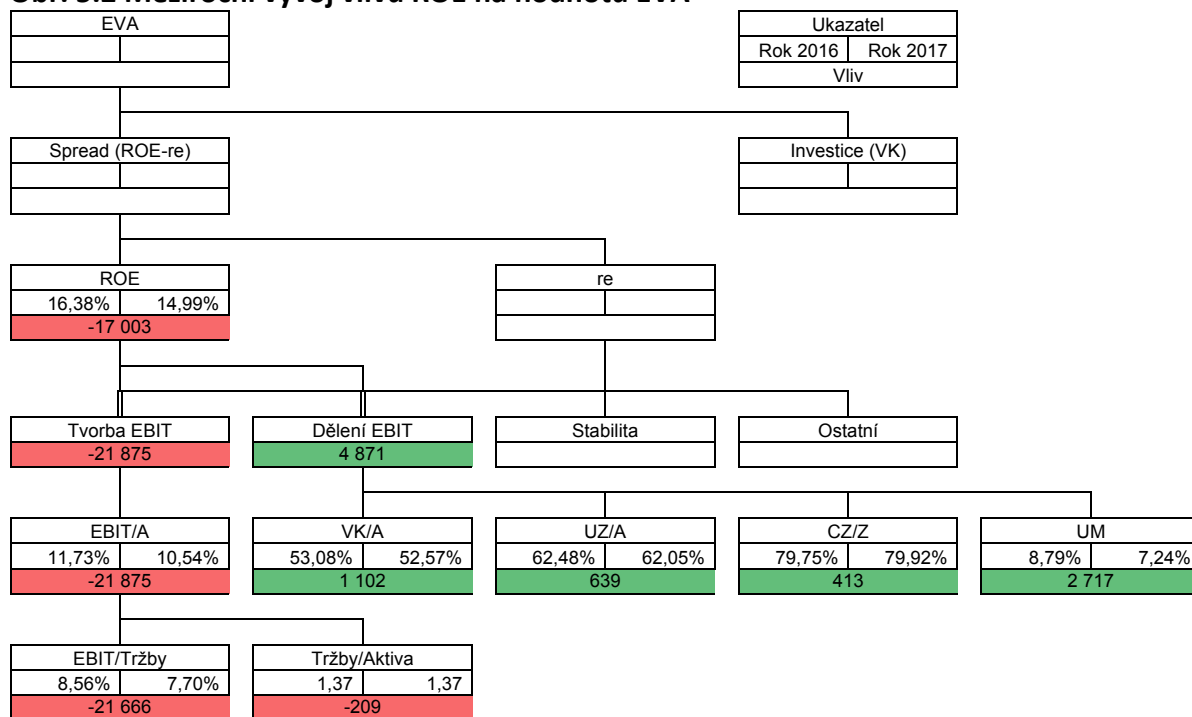 Meziroční vývoj ROE na hodnotu EVA
EVA
Ukazatel
Rok 2016 Rok 2017
Vliv
Spread (ROE-re)
Investice (VK)
ROE
16,38% 14,99%
-17 003
re
Tvorba EBIT
-21 875
Dělení EBIT
4 871
Stabilita
Ostatní
EBIT/A
11,73% 10,54%
-21 875
VK/A
53,08% 52,57%
1 102
UZ/A
62,48% 62,05%
639
CZ/Z
79,75% 79,92%
413
UM
8,79% 7,24%
2 717
EBIT/Tržby
8,56% 7,70%
-21 666
Tržby/Aktiva
1,37 1,37
-209